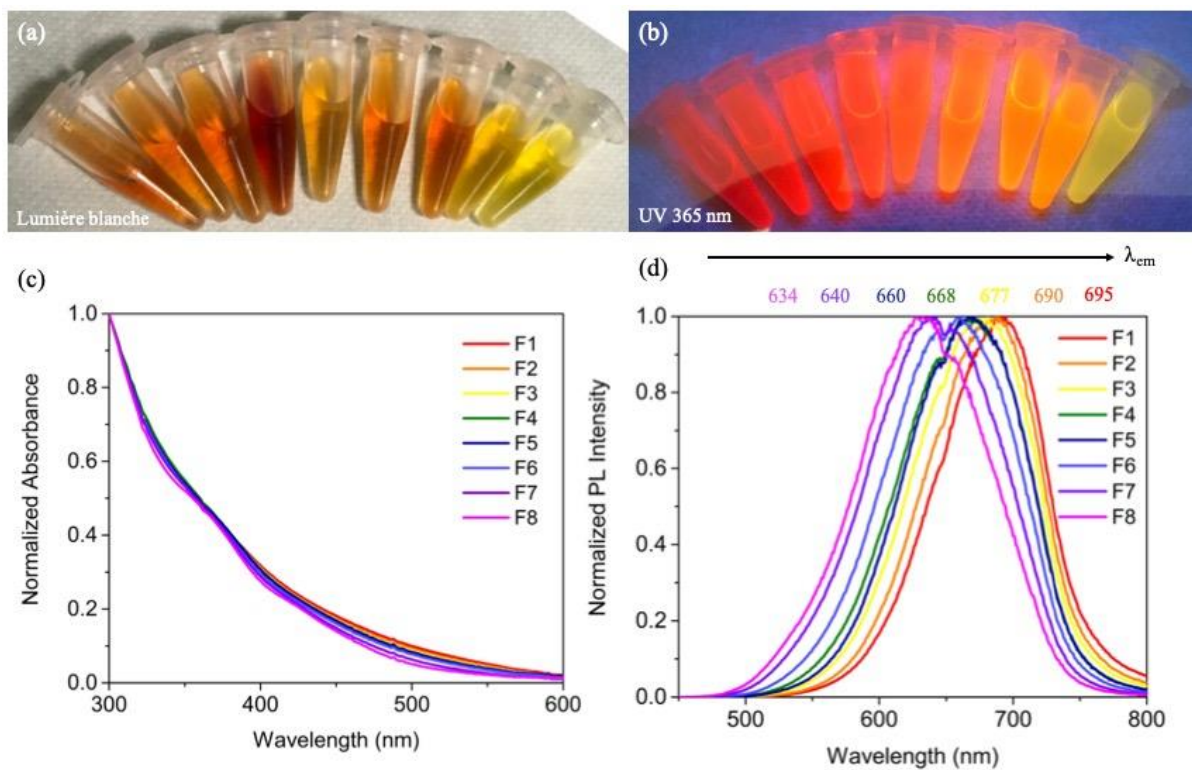 (a)
Lumière blanche
(b)
UV 365 nm
(c)
1.0
0.8
0.6
0.4
0.2
0.0
300
400
500
600
Normalized Absorbance
Wavelength (nm)
F1
F2
F3
F4
F5
F6
F7
F8
(d)
λem
634 640 660 668 677 690 695
1.0
0.8
0.6
0.4
0.2
0.0
500
600
700
800
Normalized PL Intensity
Wavelength (nm)
F1
F2
F3
F4
F5
F6
F7
F8